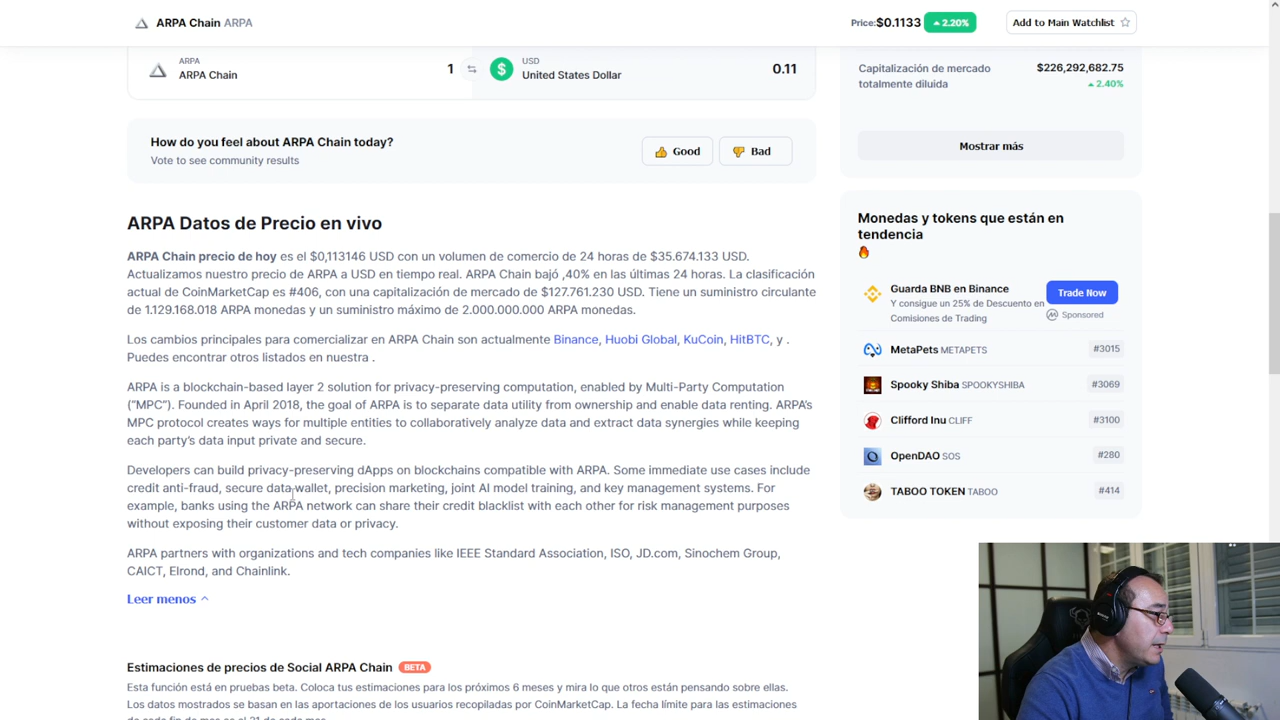 ARPA Chain ARPA
Price:$0.1133 2.20%
Add to Main Watchlist
ARPA
ARPA Chain
1
USD
United States Dollar
0.11
Capitalización de mercado
totalmente diluida
$226,292,682.75
2.40%
Mostrar más
How do you feel about ARPA Chain today?
Vote to see community results
Good
Bad
ARPA Datos de Precio en vivo
ARPA Chain precio de hoy es el $0,113146 USD con un volumen de comercio de 24 horas de $35.674.133 USD.
Actualizamos nuestro precio de ARPA a USD en tiempo real. ARPA Chain bajó ,40% en las últimas 24 horas. La clasificación
actual de CoinMarketCap es #406, con una capitalización de mercado de $127.761.230 USD. Tiene un suministro circulante
de 1.129.168.018 ARPA monedas y un suministro máximo de 2.000.000.000 ARPA monedas.
Los cambios principales para comercializar en ARPA Chain son actualmente Binance, Huobi Global, KuCoin, HitBTC, y .
Puedes encontrar otros listados en nuestra .
ARPA is a blockchain-based layer 2 solution for privacy-preserving computation, enabled by Multi-Party Computation
(“MPC”). Founded in April 2018, the goal of ARPA is to separate data utility from ownership and enable data renting. ARPA’s
MPC protocol creates ways for multiple entities to collaboratively analyze data and extract data synergies while keeping
each party’s data input private and secure.
Developers can build privacy-preserving dApps on blockchains compatible with ARPA. Some immediate use cases include
credit anti-fraud, secure data wallet, precision marketing, joint AI model training, and key management systems. For
example, banks using the ARPA network can share their credit blacklist with each other for risk management purposes
without exposing their customer data or privacy.
ARPA partners with organizations and tech companies like IEEE Standard Association, ISO, JD.com, Sinochem Group,
CAICT, Elrond, and Chainlink.
Leer menos
Monedas y tokens que están en
tendencia
Guarda BNB en Binance
Y consigue un 25% de Descuento en
Comisiones de Trading
Trade Now
Sponsored
MetaPets METAPETS #3015
Spooky Shiba SPOOKYSHIBA #3069
Clifford Inu CLIFF #3100
OpenDAO SOS #280
TABOO TOKEN TABOO #414
Estimaciones de precios de Social ARPA Chain BETA
Esta función está en pruebas beta. Coloca tus estimaciones para los próximos 6 meses y mira lo que otros están pensando sobre ellas.
Los datos mostrados se basan en las aportaciones de los usuarios recopiladas por CoinMarketCap. La fecha límite para las estimaciones
de cada fin de mes es el 21 de cada mes